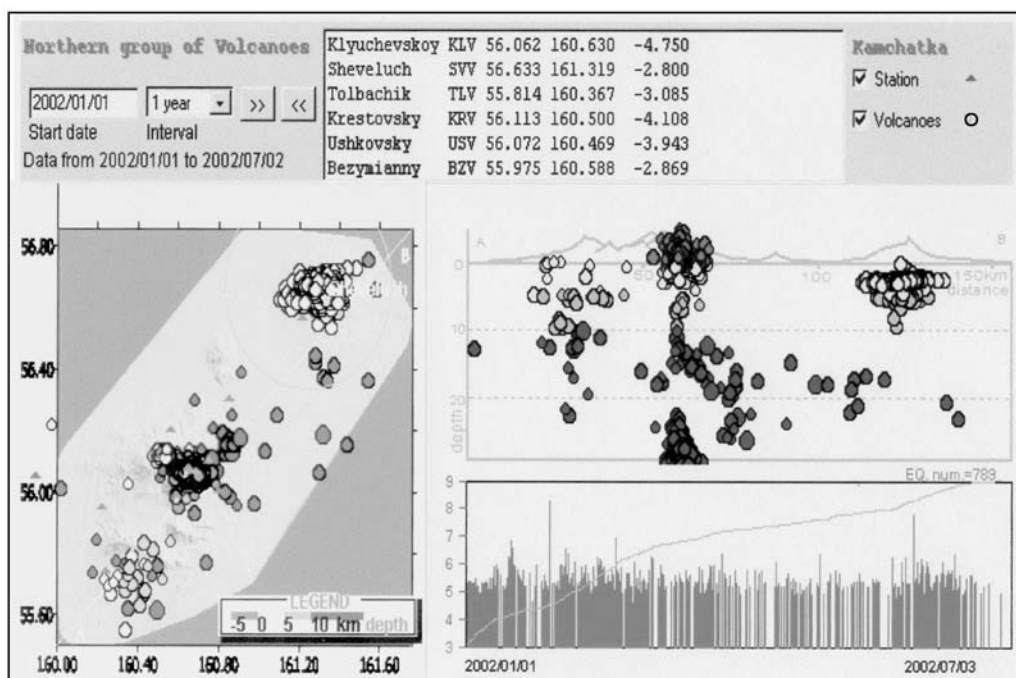 Northern group of Volcanoes
2002/01/01 1 year >> <<
Start date Interval
Data from 2002/01/01 to 2002/07/02
Klyuchevskoy KLV 56.062 160.630 -4.750
Sheveluch SVV 56.633 161.319 -2.800
Tolbachik TLV 55.814 160.367 -3.085
Krestovsky KRV 56.113 160.500 -4.108
Ushkovsky USV 56.072 160.469 -3.943
Bezymianny BZV 55.975 160.588 -2.869
Kamchatka
Station
Volcanoes
56.80
56.40
56.00
55.60
B
LEGEND
-5 0 5 10 km depth
160.00 160.40 160.80 161.20 161.60
A B
0 50 100 150km
distance
10
20
depth
EQ. num.=789
9
8
7
6
5
4
3
2002/01/01 2002/07/03